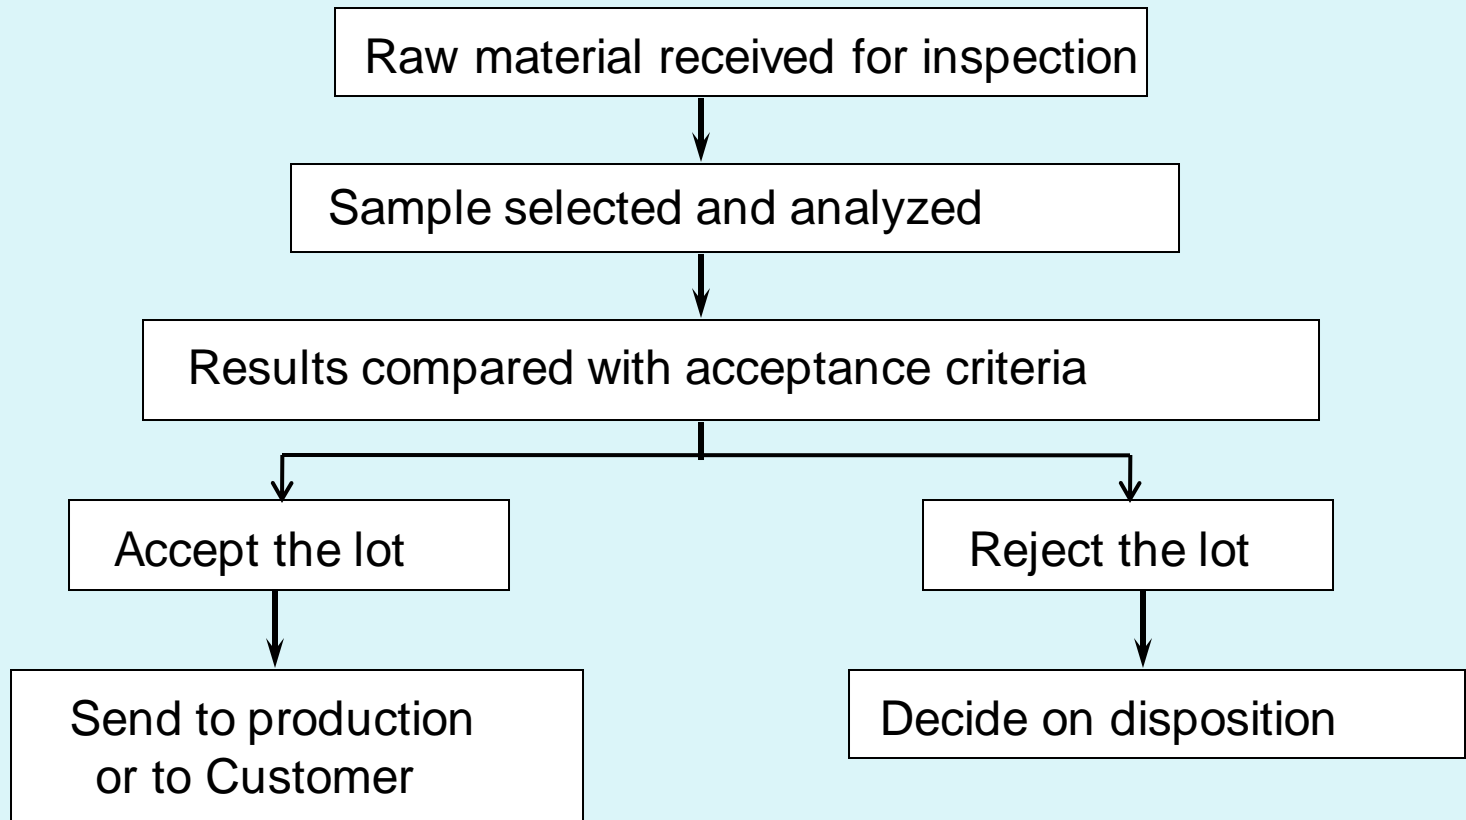 Raw material received for inspection
Sample selected and analyzed
Results compared with acceptance criteria
Accept the lot
Reject the lot
Send to production
or to Customer
Decide on disposition